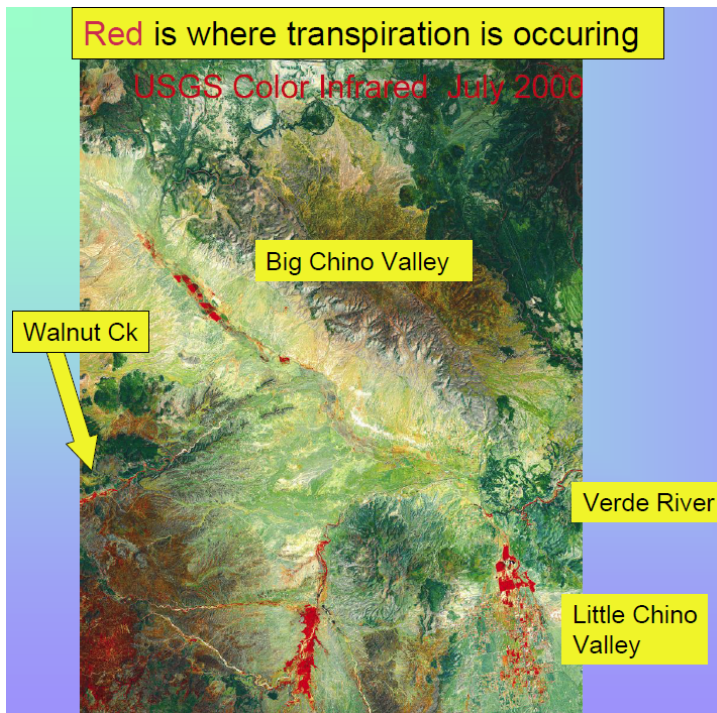 Red is where transpiration is occuring
USGS Color Infrared July 2000
Big Chino Valley
Walnut Ck
Verde River
Little Chino
Valley